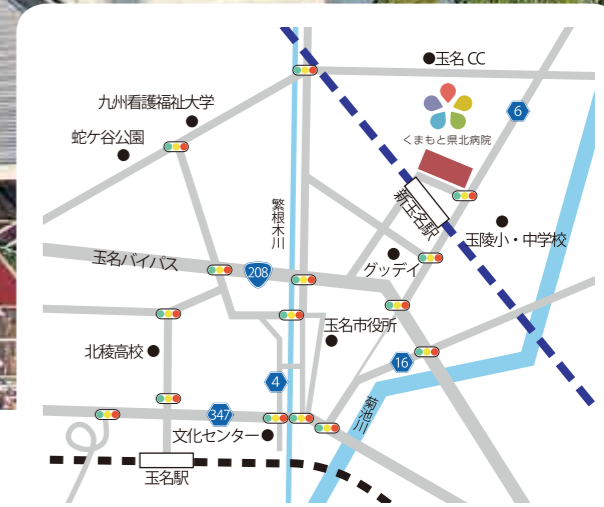 玉名 CC
九州看護福祉大学
6
くまもと県北病院
蛇ケ谷公園
新玉名駅
繁根木川
玉陵小・中学校
玉名バイパス
グッデイ
208
玉名市役所
北稜高校
16
4
菊池川
347
文化センター
玉名駅